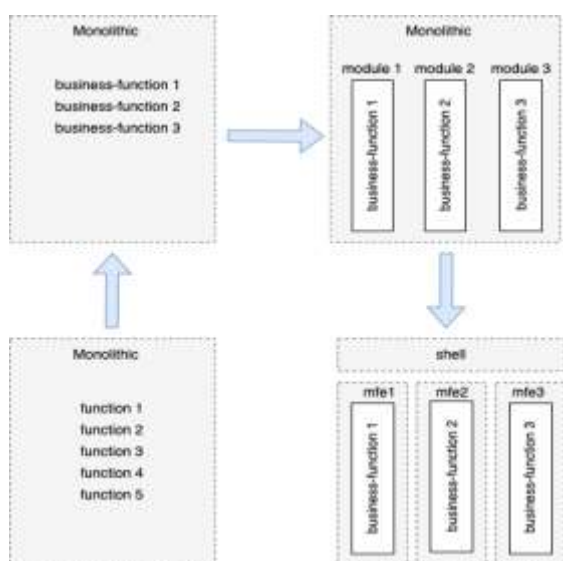 Monolithic
business-function 1
business-function 2
business-function 3
Monolithic
module 1 module 2 module 3
business-function 1
business-function 2
business-function 3
Monolithic
function 1
function 2
function 3
function 4
function 5
shell
mfe1 mfe2 mfe3
business-function 1
business-function 2
business-function 3